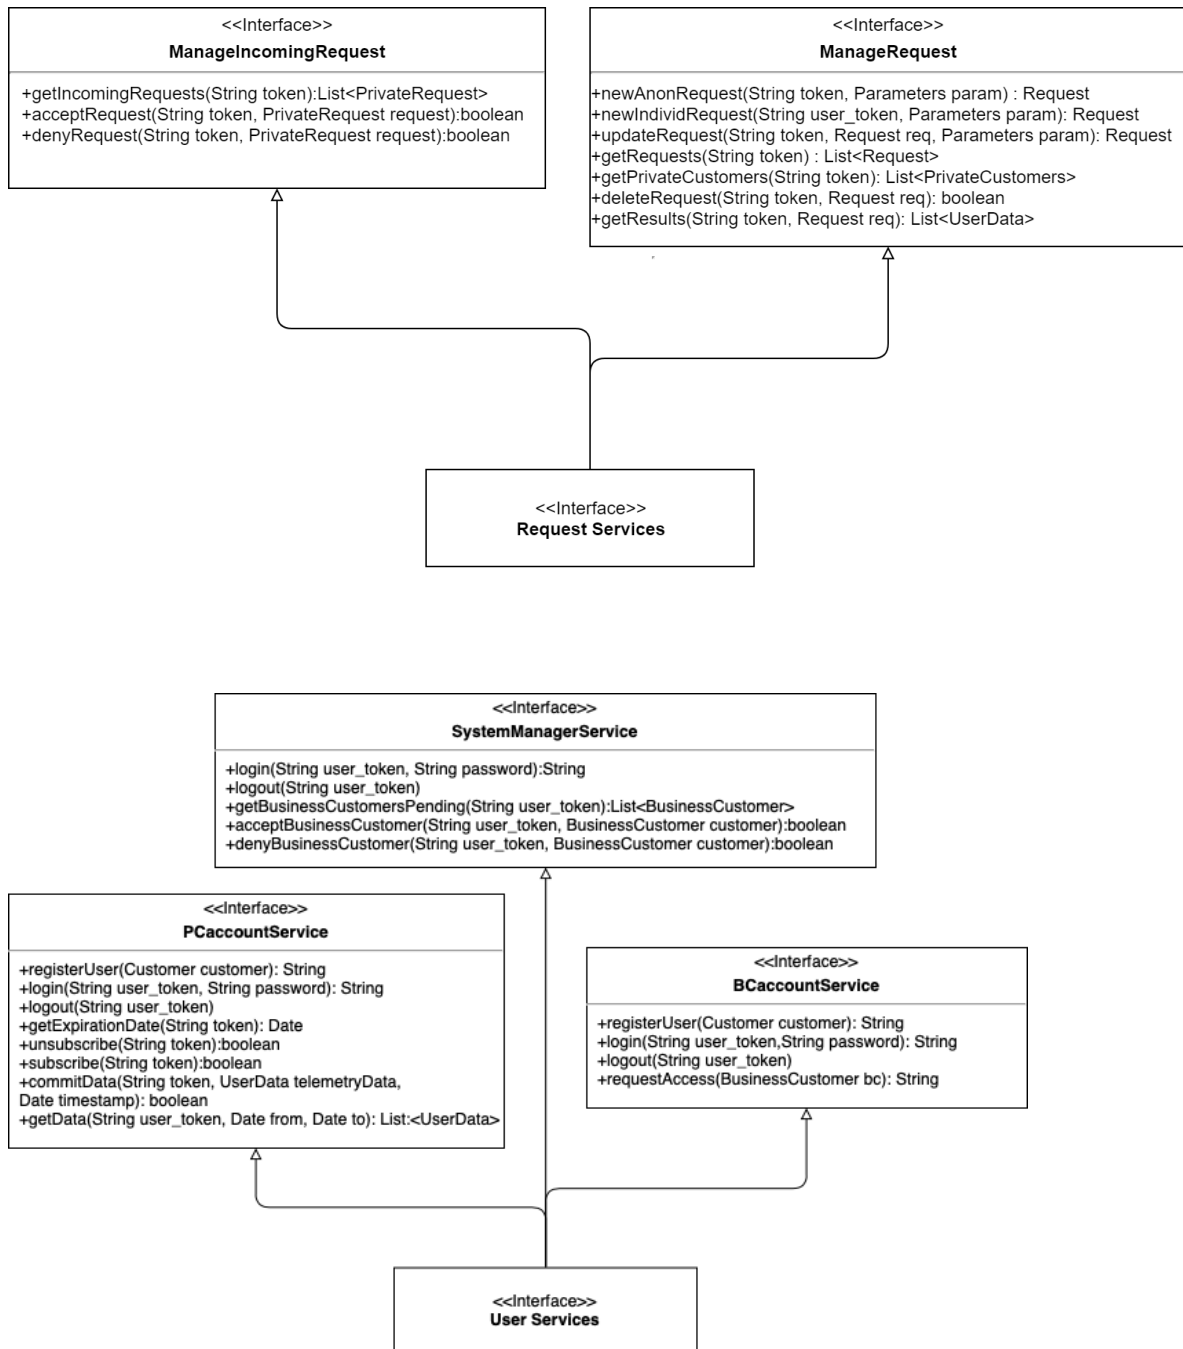 <<Interface>>
ManageIncomingRequest
+getIncomingRequests(String token):List<PrivateRequest>
+acceptRequest(String token, PrivateRequest request):boolean
+denyRequest(String token, PrivateRequest request):boolean
<<Interface>>
ManageRequest
+newAnonRequest(String token, Parameters param) : Request
+newIndividRequest(String user_token, Parameters param): Request
+updateRequest(String token, Request req, Parameters param): Request
+getRequests(String token) : List<Request>
+getPrivateCustomers(String token): List<PrivateCustomers>
+deleteRequest(String token, Request req): boolean
+getResults(String token, Request req): List<UserData>
<<Interface>>
Request Services
<<Interface>>
SystemManagerService
+login(String user_token, String password):String
+logout(String user_token)
+getBusinessCustomersPending(String user_token):List<BusinessCustomer>
+acceptBusinessCustomer(String user_token, BusinessCustomer customer):boolean
+denyBusinessCustomer(String user_token, BusinessCustomer customer):boolean
<<Interface>>
PCaccountService
+registerUser(Customer customer): String
+login(String user_token, String password): String
+logout(String user_token)
+getExpirationDate(String token): Date
+unsubscribe(String token):boolean
+subscribe(String token):boolean
+commitData(String token, UserData telemetryData,
Date timestamp): boolean
+getData(String user_token, Date from, Date to): List:<UserData>
<<Interface>>
BCaccountService
+registerUser(Customer customer): String
+login(String user_token,String password): String
+logout(String user_token)
+requestAccess(BusinessCustomer bc): String
<<Interface>>
User Services